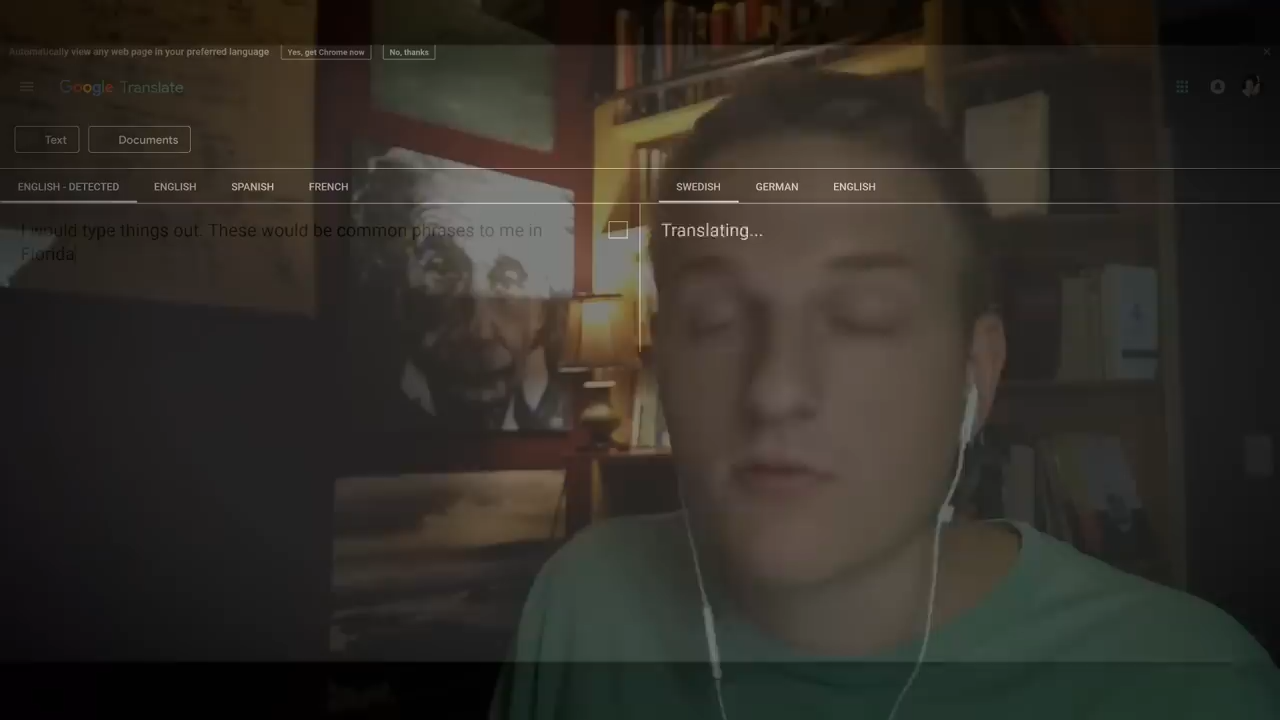 Automatically view any web page in your preferred language Yes, get Chrome now No, thanks
Google Translate
Text Documents
ENGLISH - DETECTED ENGLISH SPANISH FRENCH SWEDISH GERMAN ENGLISH
I would type things out. These would be common phrases to me in
Florida
Translating...